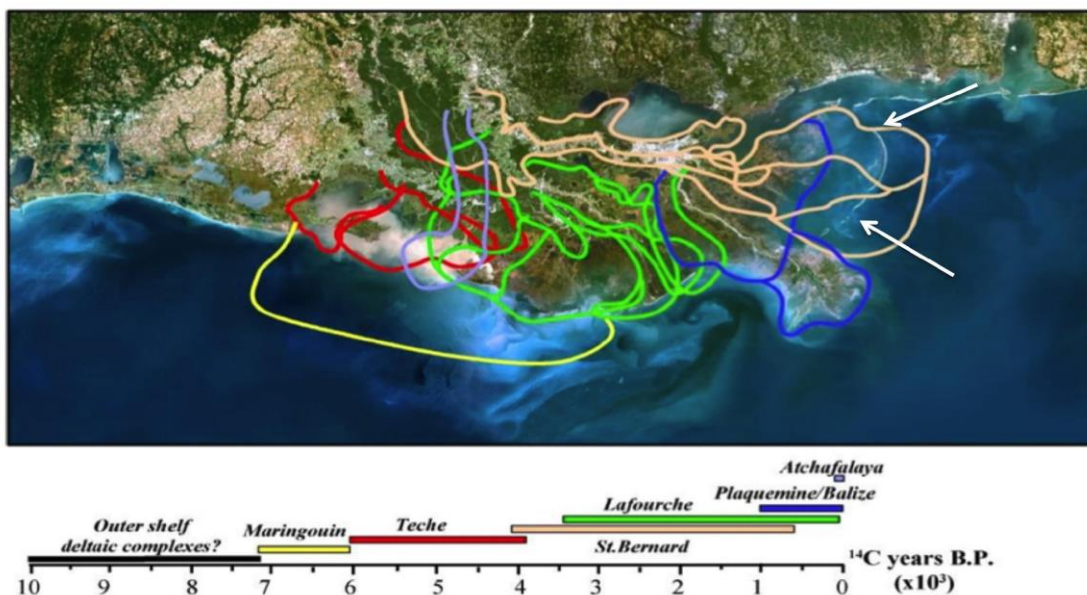 Atchafalaya
Plaquemine/Balize
Lafourche
Outer shelf
deltaic complexes?
Maringouin
Teche
St.Bernard
¹⁴C years B.P.
(x10³)
10 9 8 7 6 5 4 3 2 1 0